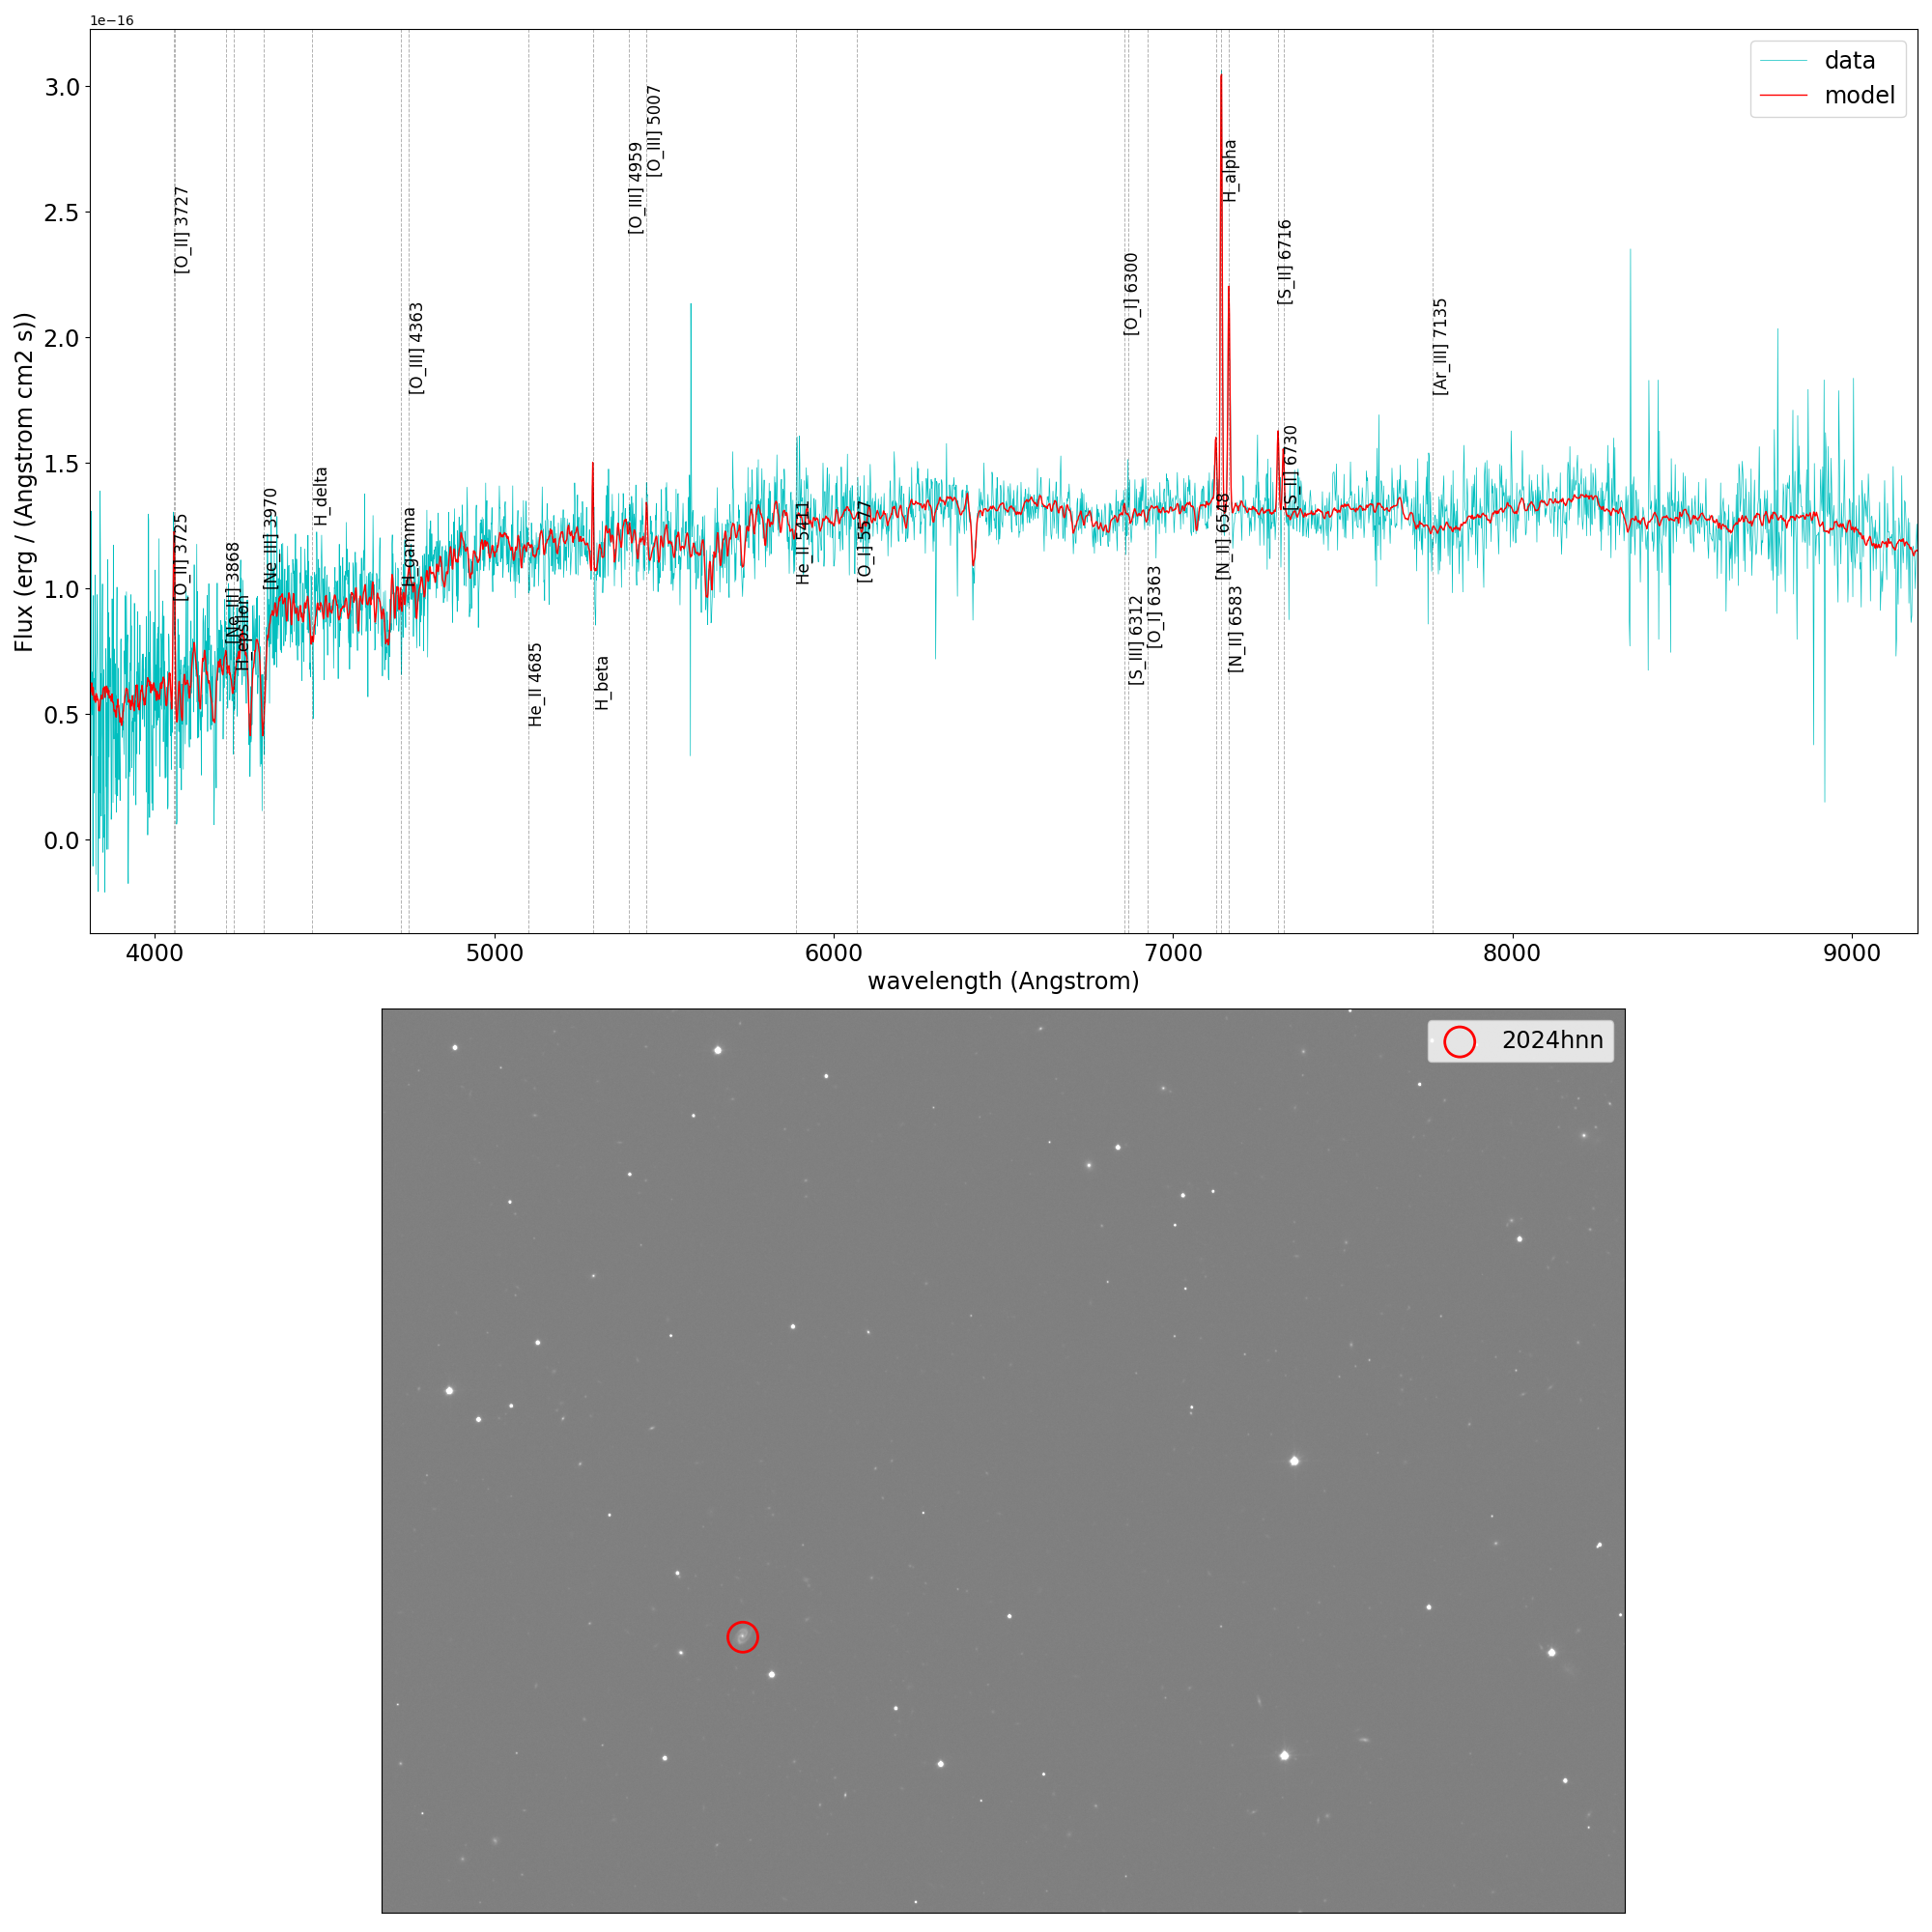 1e−16
data
model
3.0
2.5
2.0
1.5
1.0
0.5
0.0
Flux (erg / (Angstrom cm2 s))
[O_II] 3727
[O_II] 3725
[Ne_III] 3868
H_epsilon
[Ne_III] 3970
H_delta
H_gamma
[O_III] 4363
He_II 4685
H_beta
[O_III] 4959
[O_III] 5007
He_II 5411
[O_I] 5577
[O_I] 6300
[S_III] 6312
[O_I] 6363
[N_II] 6548
H_alpha
[N_II] 6583
[S_II] 6716
[S_II] 6730
[Ar_III] 7135
4000
5000
6000
7000
8000
9000
wavelength (Angstrom)
2024hnn